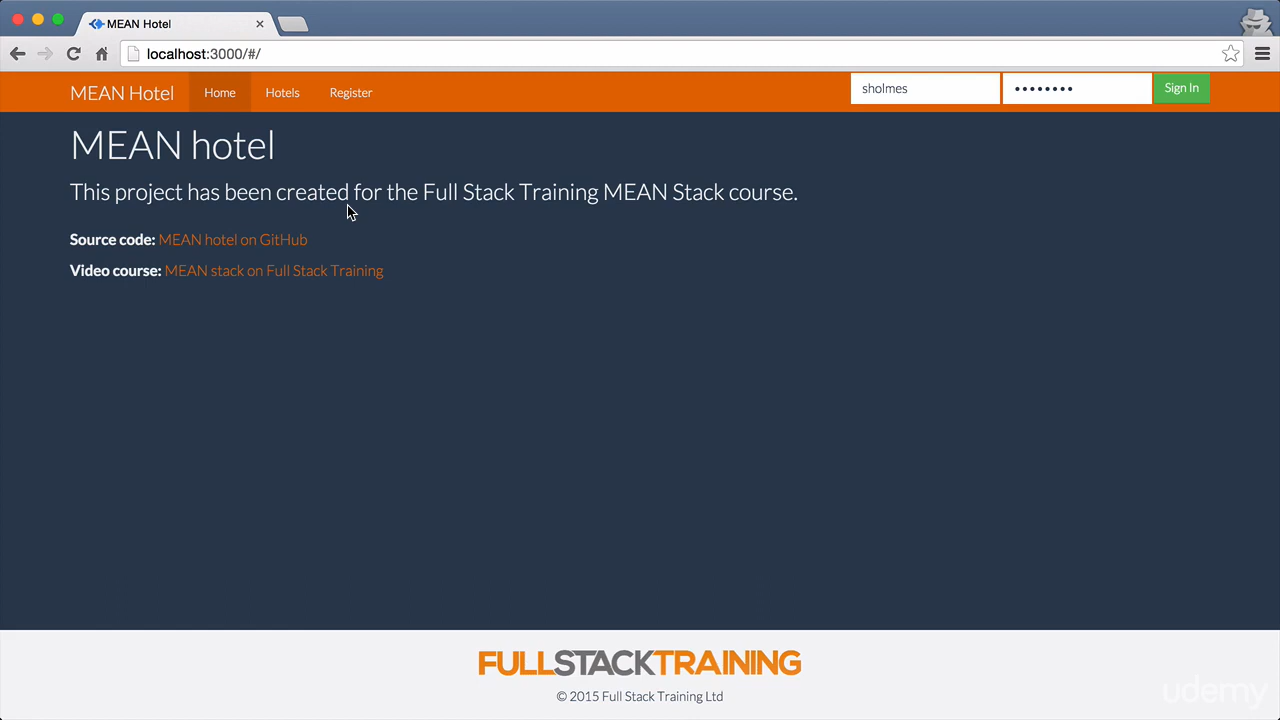 MEAN Hotel
localhost:3000/#/
MEAN Hotel Home Hotels Register sholmes •••••••• Sign In
MEAN hotel
This project has been created for the Full Stack Training MEAN Stack course.
Source code: MEAN hotel on GitHub
Video course: MEAN stack on Full Stack Training
FULLSTACKTRAINING
© 2015 Full Stack Training Ltd
udemy